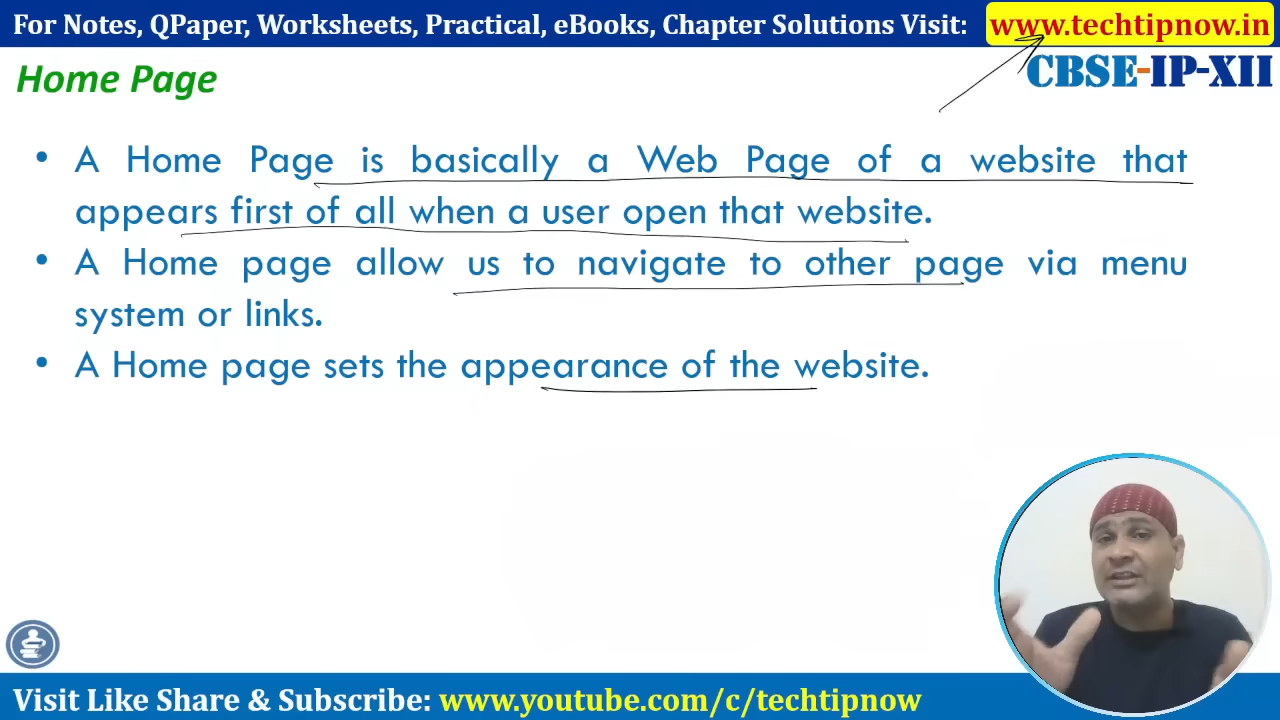 For Notes, QPaper, Worksheets, Practical, eBooks, Chapter Solutions Visit: www.techtipnow.in
Home Page
CBSE-IP-XII
• A Home Page is basically a Web Page of a website that
appears first of all when a user open that website.
• A Home page allow us to navigate to other page via menu
system or links.
• A Home page sets the appearance of the website.
Visit Like Share & Subscribe: www.youtube.com/c/techtipnow